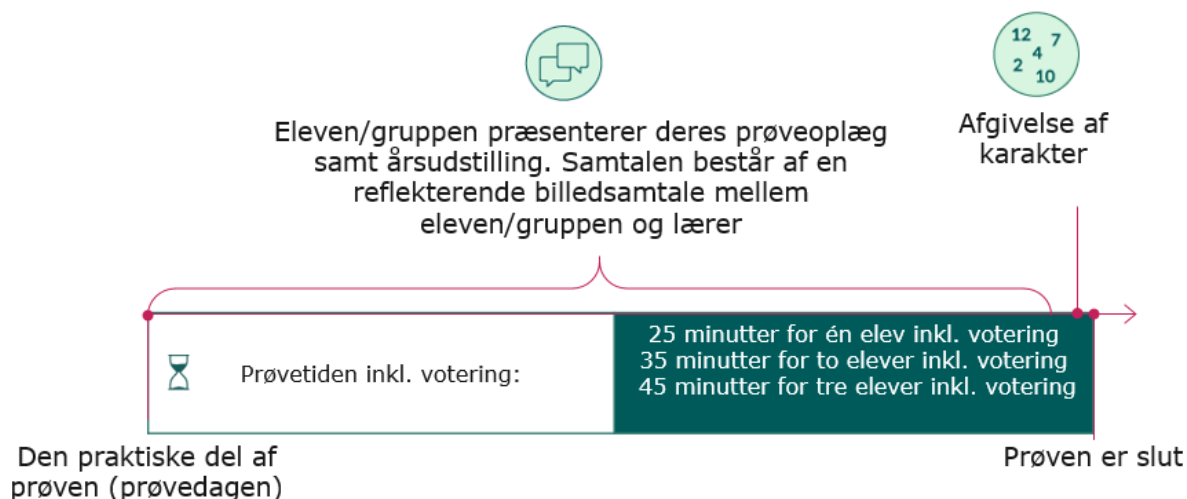 12 7
4
2 10
Eleven/gruppen præsenterer deres prøveoplæg
samt årsudstilling. Samtalen består af en
reflekterende billedsamtale mellem
eleven/gruppen og lærer
Afgivelse af
karakter
Prøvetiden inkl. votering:
25 minutter for én elev inkl. votering
35 minutter for to elever inkl. votering
45 minutter for tre elever inkl. votering
Den praktiske del af
prøven (prøvedagen)
Prøven er slut